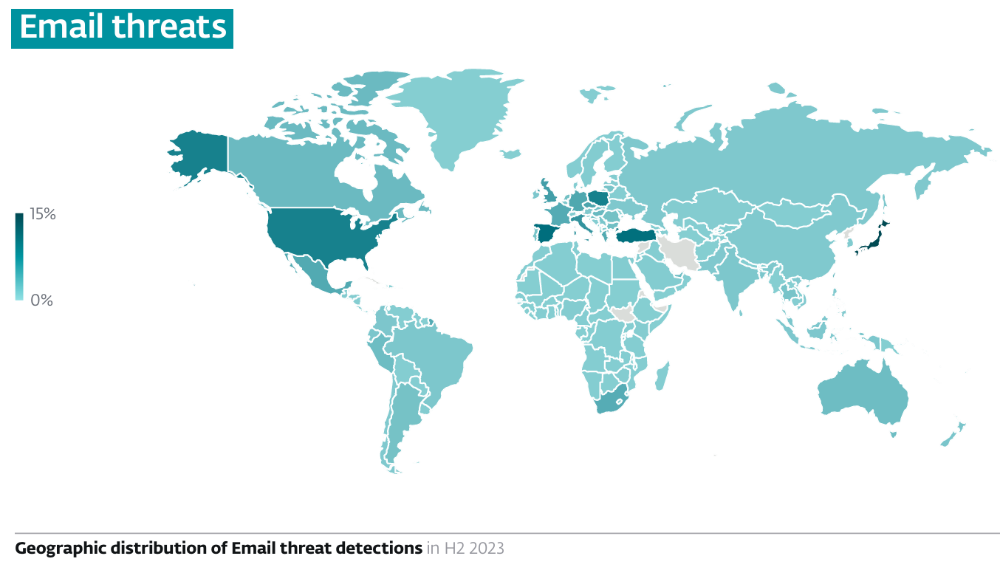 Email threats
15%
0%
Geographic distribution of Email threat detections in H2 2023